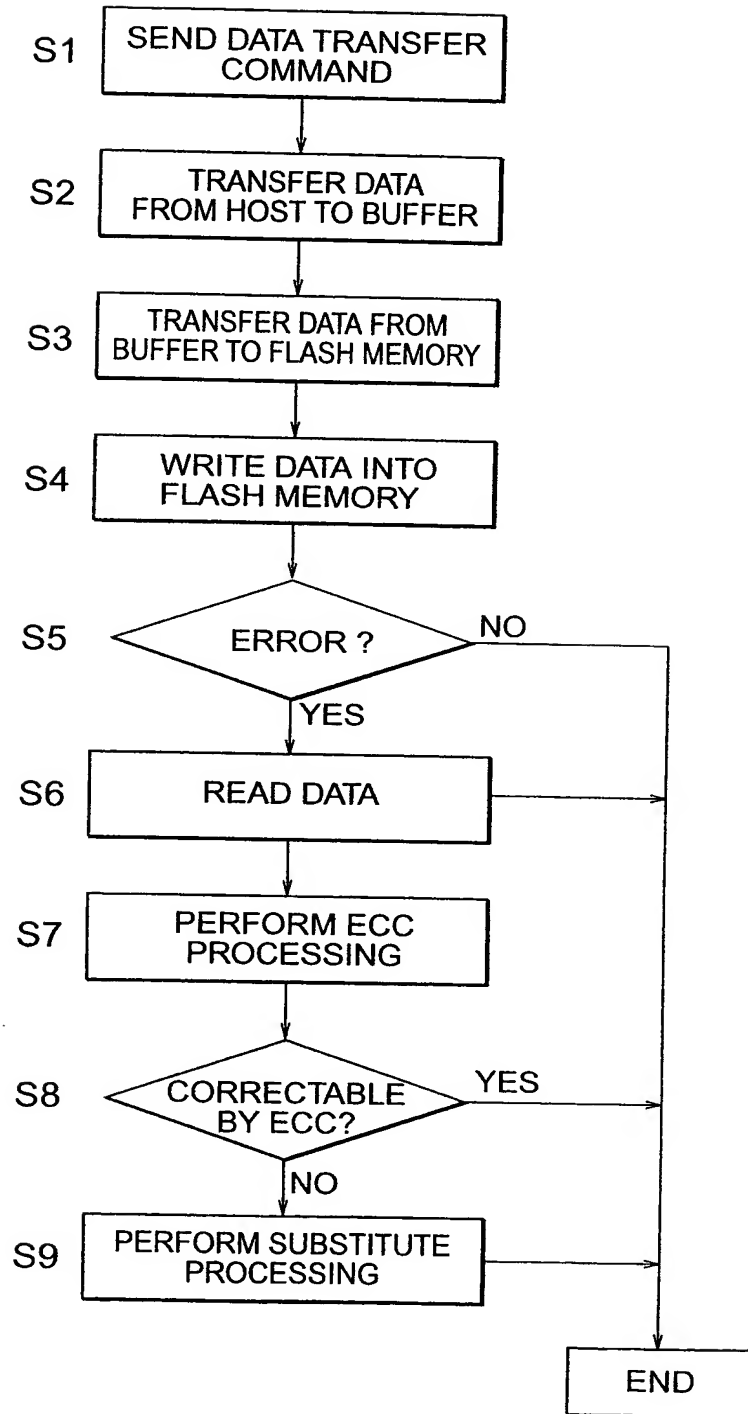 S1
SEND DATA TRANSFER
COMMAND
S2
TRANSFER DATA
FROM HOST TO BUFFER
S3
TRANSFER DATA FROM
BUFFER TO FLASH MEMORY
S4
WRITE DATA INTO
FLASH MEMORY
S5
ERROR ?
NO
YES
S6
READ DATA
S7
PERFORM ECC
PROCESSING
S8
CORRECTABLE
BY ECC?
YES
NO
S9
PERFORM SUBSTITUTE
PROCESSING
END